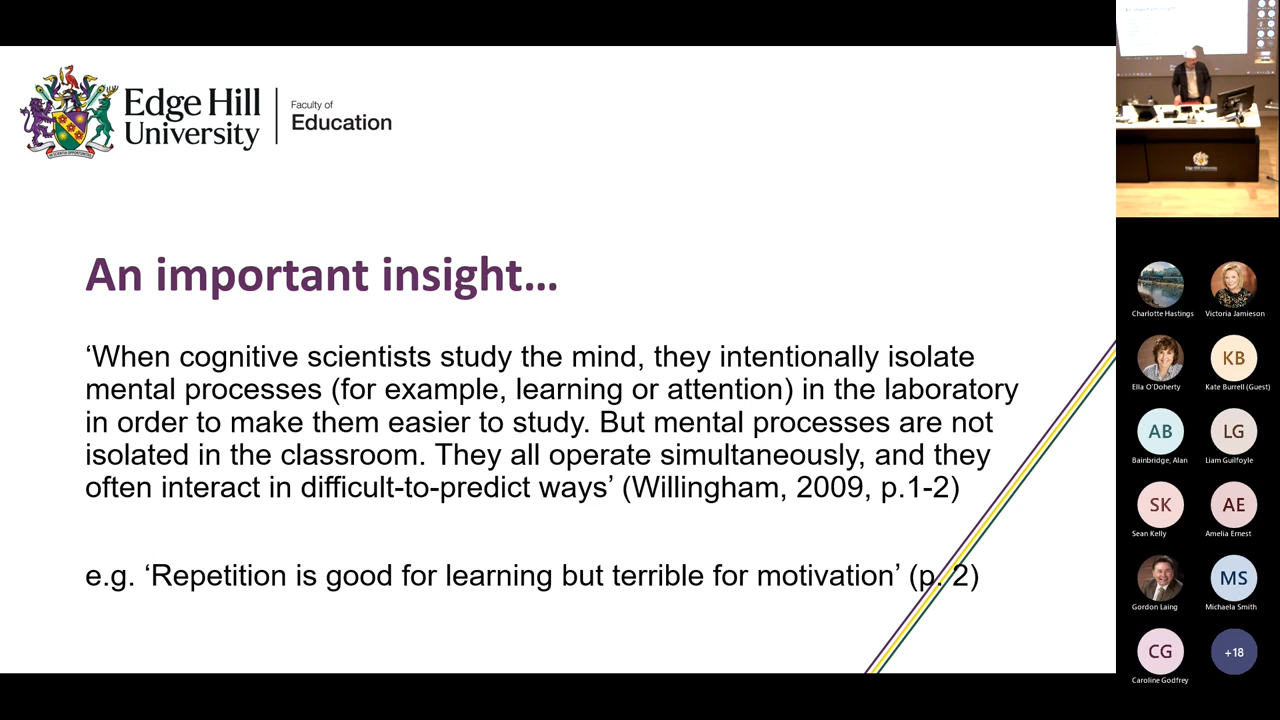 Edge Hill
University
Faculty of
Education
An important insight...
‘When cognitive scientists study the mind, they intentionally isolate
mental processes (for example, learning or attention) in the laboratory
in order to make them easier to study. But mental processes are not
isolated in the classroom. They all operate simultaneously, and they
often interact in difficult-to-predict ways’ (Willingham, 2009, p.1-2)
e.g. ‘Repetition is good for learning but terrible for motivation’ (p. 2)
Edge Hill University
Charlotte Hastings
Victoria Jamieson
Ella O'Doherty
KB
Kate Burrell (Guest)
AB
Bainbridge, Alan
LG
Liam Guilfoyle
SK
Sean Kelly
AE
Amelia Ernest
Gordon Laing
MS
Michaela Smith
CG
Caroline Godfrey
+18